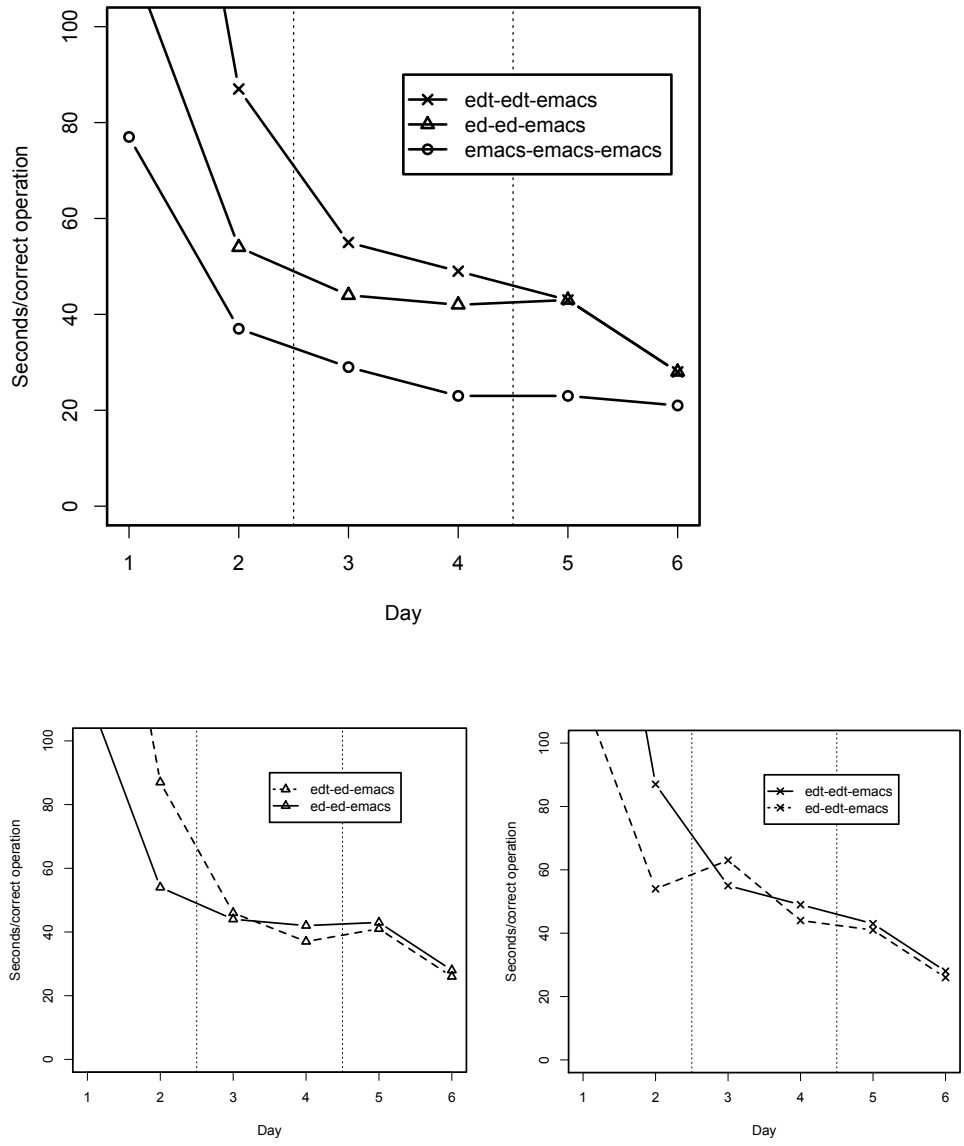 100
80
60
40
20
0
Seconds/correct operation
edt-edt-emacs
ed-ed-emacs
emacs-emacs-emacs
1 2 3 4 5 6
Day
100
80
60
40
20
0
Seconds/correct operation
edt-ed-emacs
ed-ed-emacs
1 2 3 4 5 6
Day
100
80
60
40
20
0
Seconds/correct operation
edt-edt-emacs
ed-edt-emacs
1 2 3 4 5 6
Day